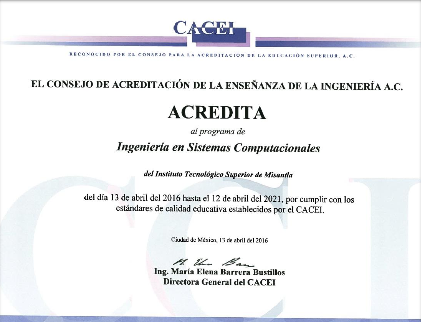 CACEI
RECONOCIDO POR EL CONSEJO PARA LA ACREDITACIÓN DE LA EDUCACIÓN SUPERIOR, A.C.
EL CONSEJO DE ACREDITACIÓN DE LA ENSEÑANZA DE LA INGENIERÍA A.C.
ACREDITA
al programa de
Ingeniería en Sistemas Computacionales
del Instituto Tecnológico Superior de Misantla
del día 13 de abril del 2016 hasta el 12 de abril del 2021, por cumplir con los
estándares de calidad educativa establecidos por el CACEI.
Ciudad de México, 13 de abril del 2016
Ing. María Elena Barrera Bustillos
Directora General del CACEI